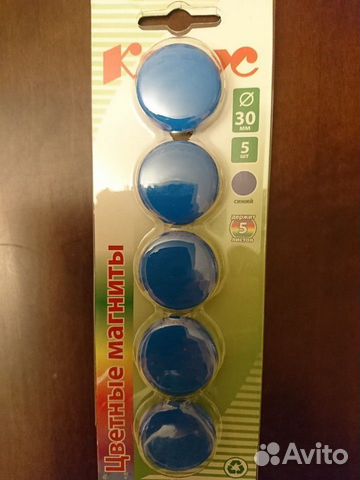 ⌀
30
мм
5
шт
синий
держит
5
листов
Цветные магниты
Avito